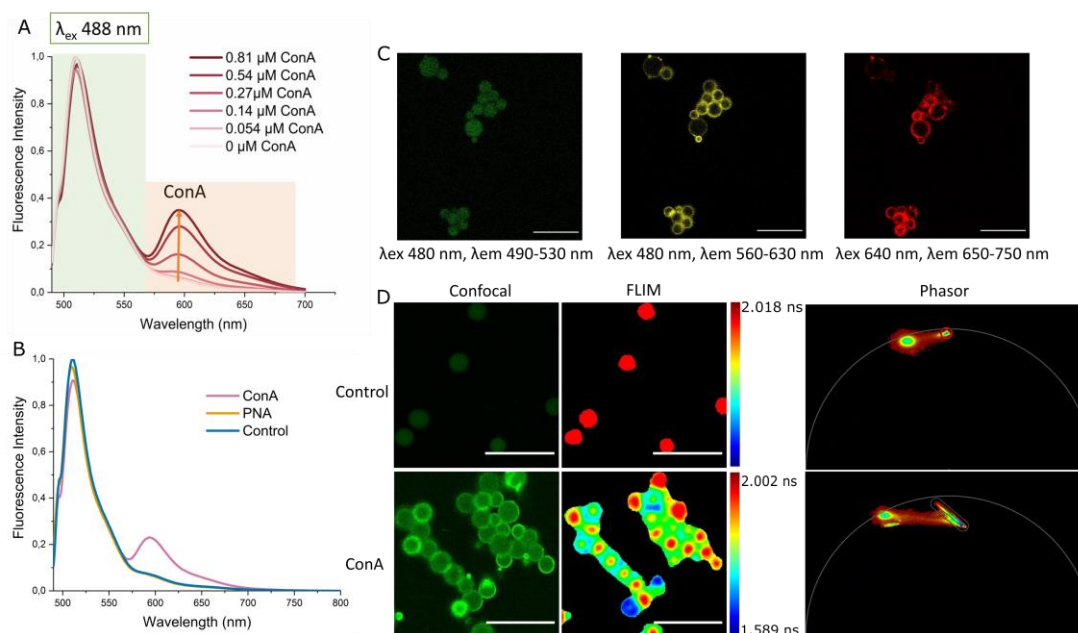 A
λex 488 nm
1,0
0,8
0,6
0,4
0,2
0,0
Fluorescence Intensity
0.81 µM ConA
0.54 µM ConA
0.27µM ConA
0.14 µM ConA
0.054 µM ConA
0 µM ConA
ConA
500 550 600 650 700
Wavelength (nm)
B
1,0
0,8
0,6
0,4
0,2
0,0
Fluorescence Intensity
ConA
PNA
Control
500 550 600 650 700 750 800
Wavelength (nm)
C
λex 480 nm, λem 490-530 nm
λex 480 nm, λem 560-630 nm
λex 640 nm, λem 650-750 nm
D
Confocal
FLIM
Phasor
Control
2.018 ns
ConA
2.002 ns
1.589 ns